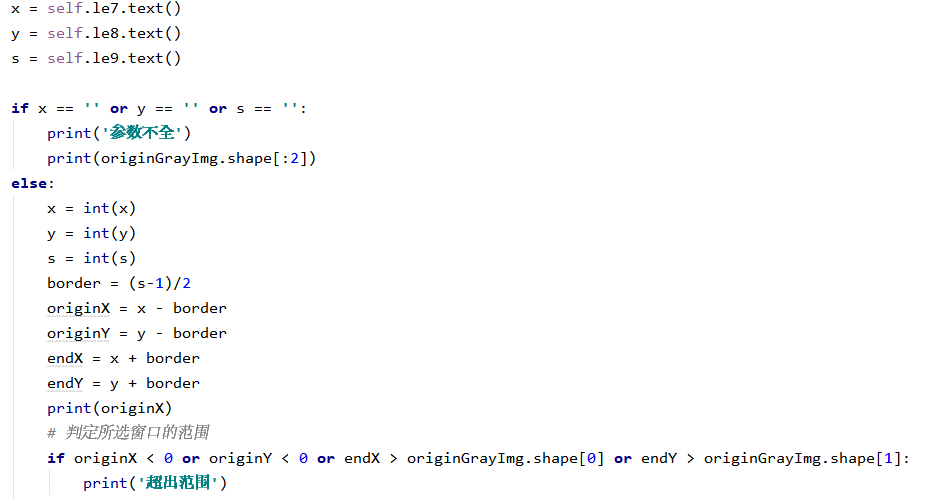 x = self.le7.text()
y = self.le8.text()
s = self.le9.text()
if x == '' or y == '' or s == '':
print('参数不全')
print(originGrayImg.shape[:2])
else:
x = int(x)
y = int(y)
s = int(s)
border = (s-1)/2
originX = x - border
originY = y - border
endX = x + border
endY = y + border
print(originX)
# 判定所选窗口的范围
if originX < 0 or originY < 0 or endX > originGrayImg.shape[0] or endY > originGrayImg.shape[1]:
print('超出范围')